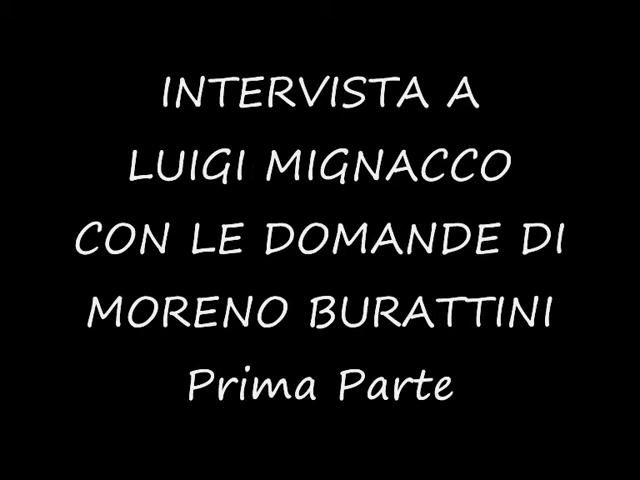 INTERVISTA A
LUIGI MIGNACCO
CON LE DOMANDE DI
MORENO BURATTINI
Prima Parte